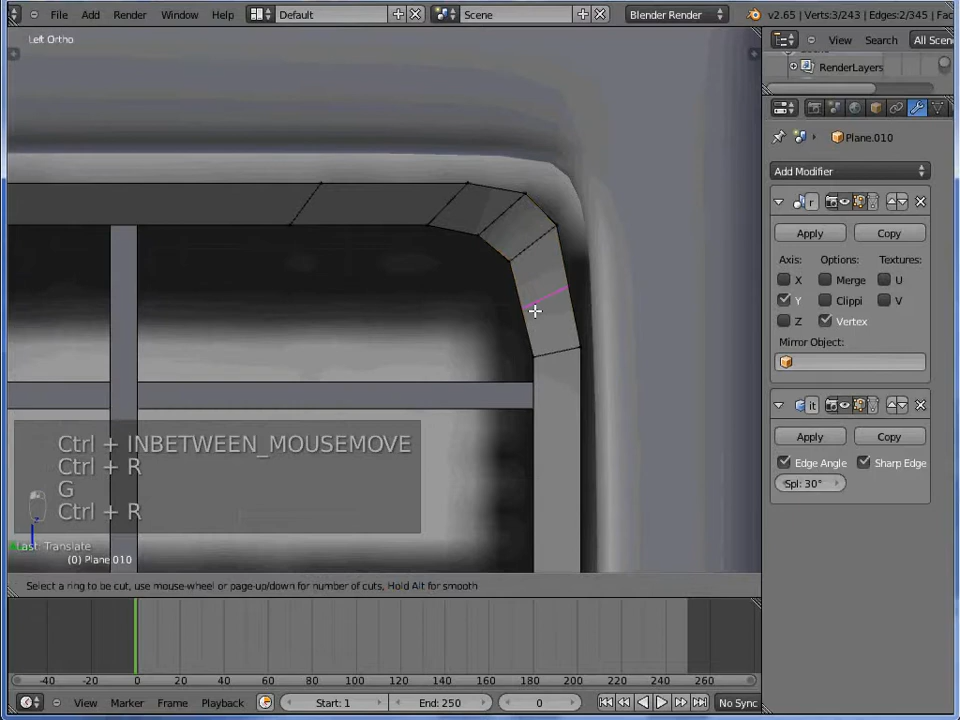 File Add Render Window Help Default Scene Blender Render v2.65 | Verts:3/243 | Edges:2/345 | Fac
Left Ortho
View Search All Scen
RenderLayers
Plane.010
Add Modifier
Apply Copy
Axis: Options: Textures:
X Merge U
Y Clippi V
Z Vertex
Mirror Object:
Apply Copy
Edge Angle Sharp Edge
Spl: 30°
Ctrl + INBETWEEN_MOUSEMOVE
Ctrl + R
G
Ctrl + R
Last: Translate
(0) Plane.010
Select a ring to be cut, use mouse-wheel or page-up/down for number of cuts, Hold Alt for smooth
-40 -20 0 20 40 60 80 100 120 140 160 180 200 220 240 260
View Marker Frame Playback Start: 1 End: 250 0 No Sync